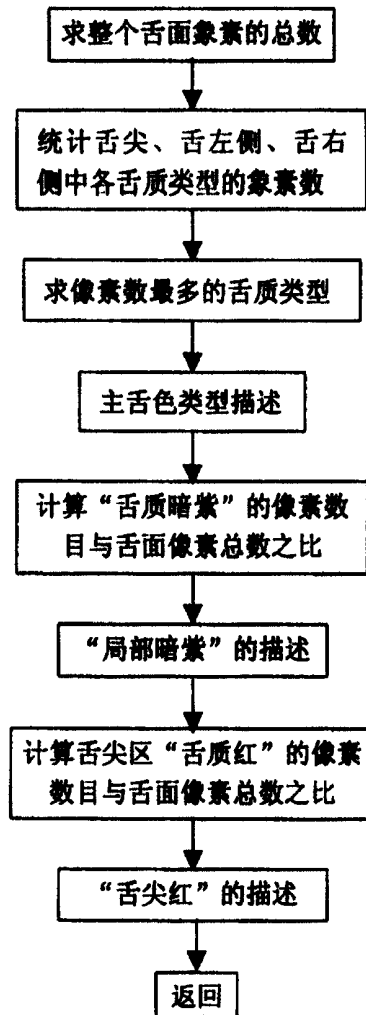 求整个舌面象素的总数
统计舌尖、舌左侧、舌右
侧中各舌质类型的象素数
求像素数最多的舌质类型
主舌色类型描述
计算“舌质暗紫”的像素数
目与舌面像素总数之比
“局部暗紫”的描述
计算舌尖区“舌质红”的像素
数目与舌面像素总数之比
“舌尖红”的描述
返回